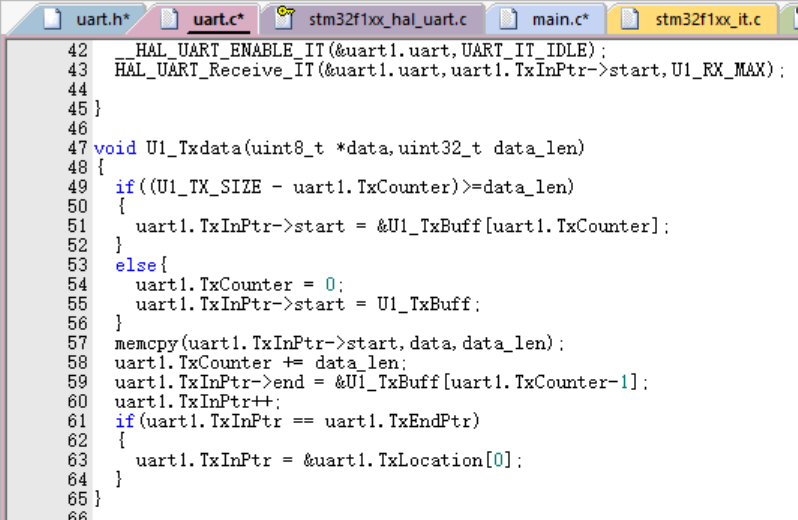 uart.h* uart.c* stm32f1xx_hal_uart.c main.c* stm32f1xx_it.c
42 __HAL_UART_ENABLE_IT(&uart1.uart,UART_IT_IDLE);
43 HAL_UART_Receive_IT(&uart1.uart,uart1.TxInPtr->start,U1_RX_MAX);
44
45 }
46
47 void U1_Txdata(uint8_t *data,uint32_t data_len)
48 {
49 if((U1_TX_SIZE - uart1.TxCounter)>=data_len)
50 {
51 uart1.TxInPtr->start = &U1_TxBuff[uart1.TxCounter];
52 }
53 else{
54 uart1.TxCounter = 0;
55 uart1.TxInPtr->start = U1_TxBuff;
56 }
57 memcpy(uart1.TxInPtr->start,data,data_len);
58 uart1.TxCounter += data_len;
59 uart1.TxInPtr->end = &U1_TxBuff[uart1.TxCounter-1];
60 uart1.TxInPtr++;
61 if(uart1.TxInPtr == uart1.TxEndPtr)
62 {
63 uart1.TxInPtr = &uart1.TxLocation[0];
64 }
65 }
66